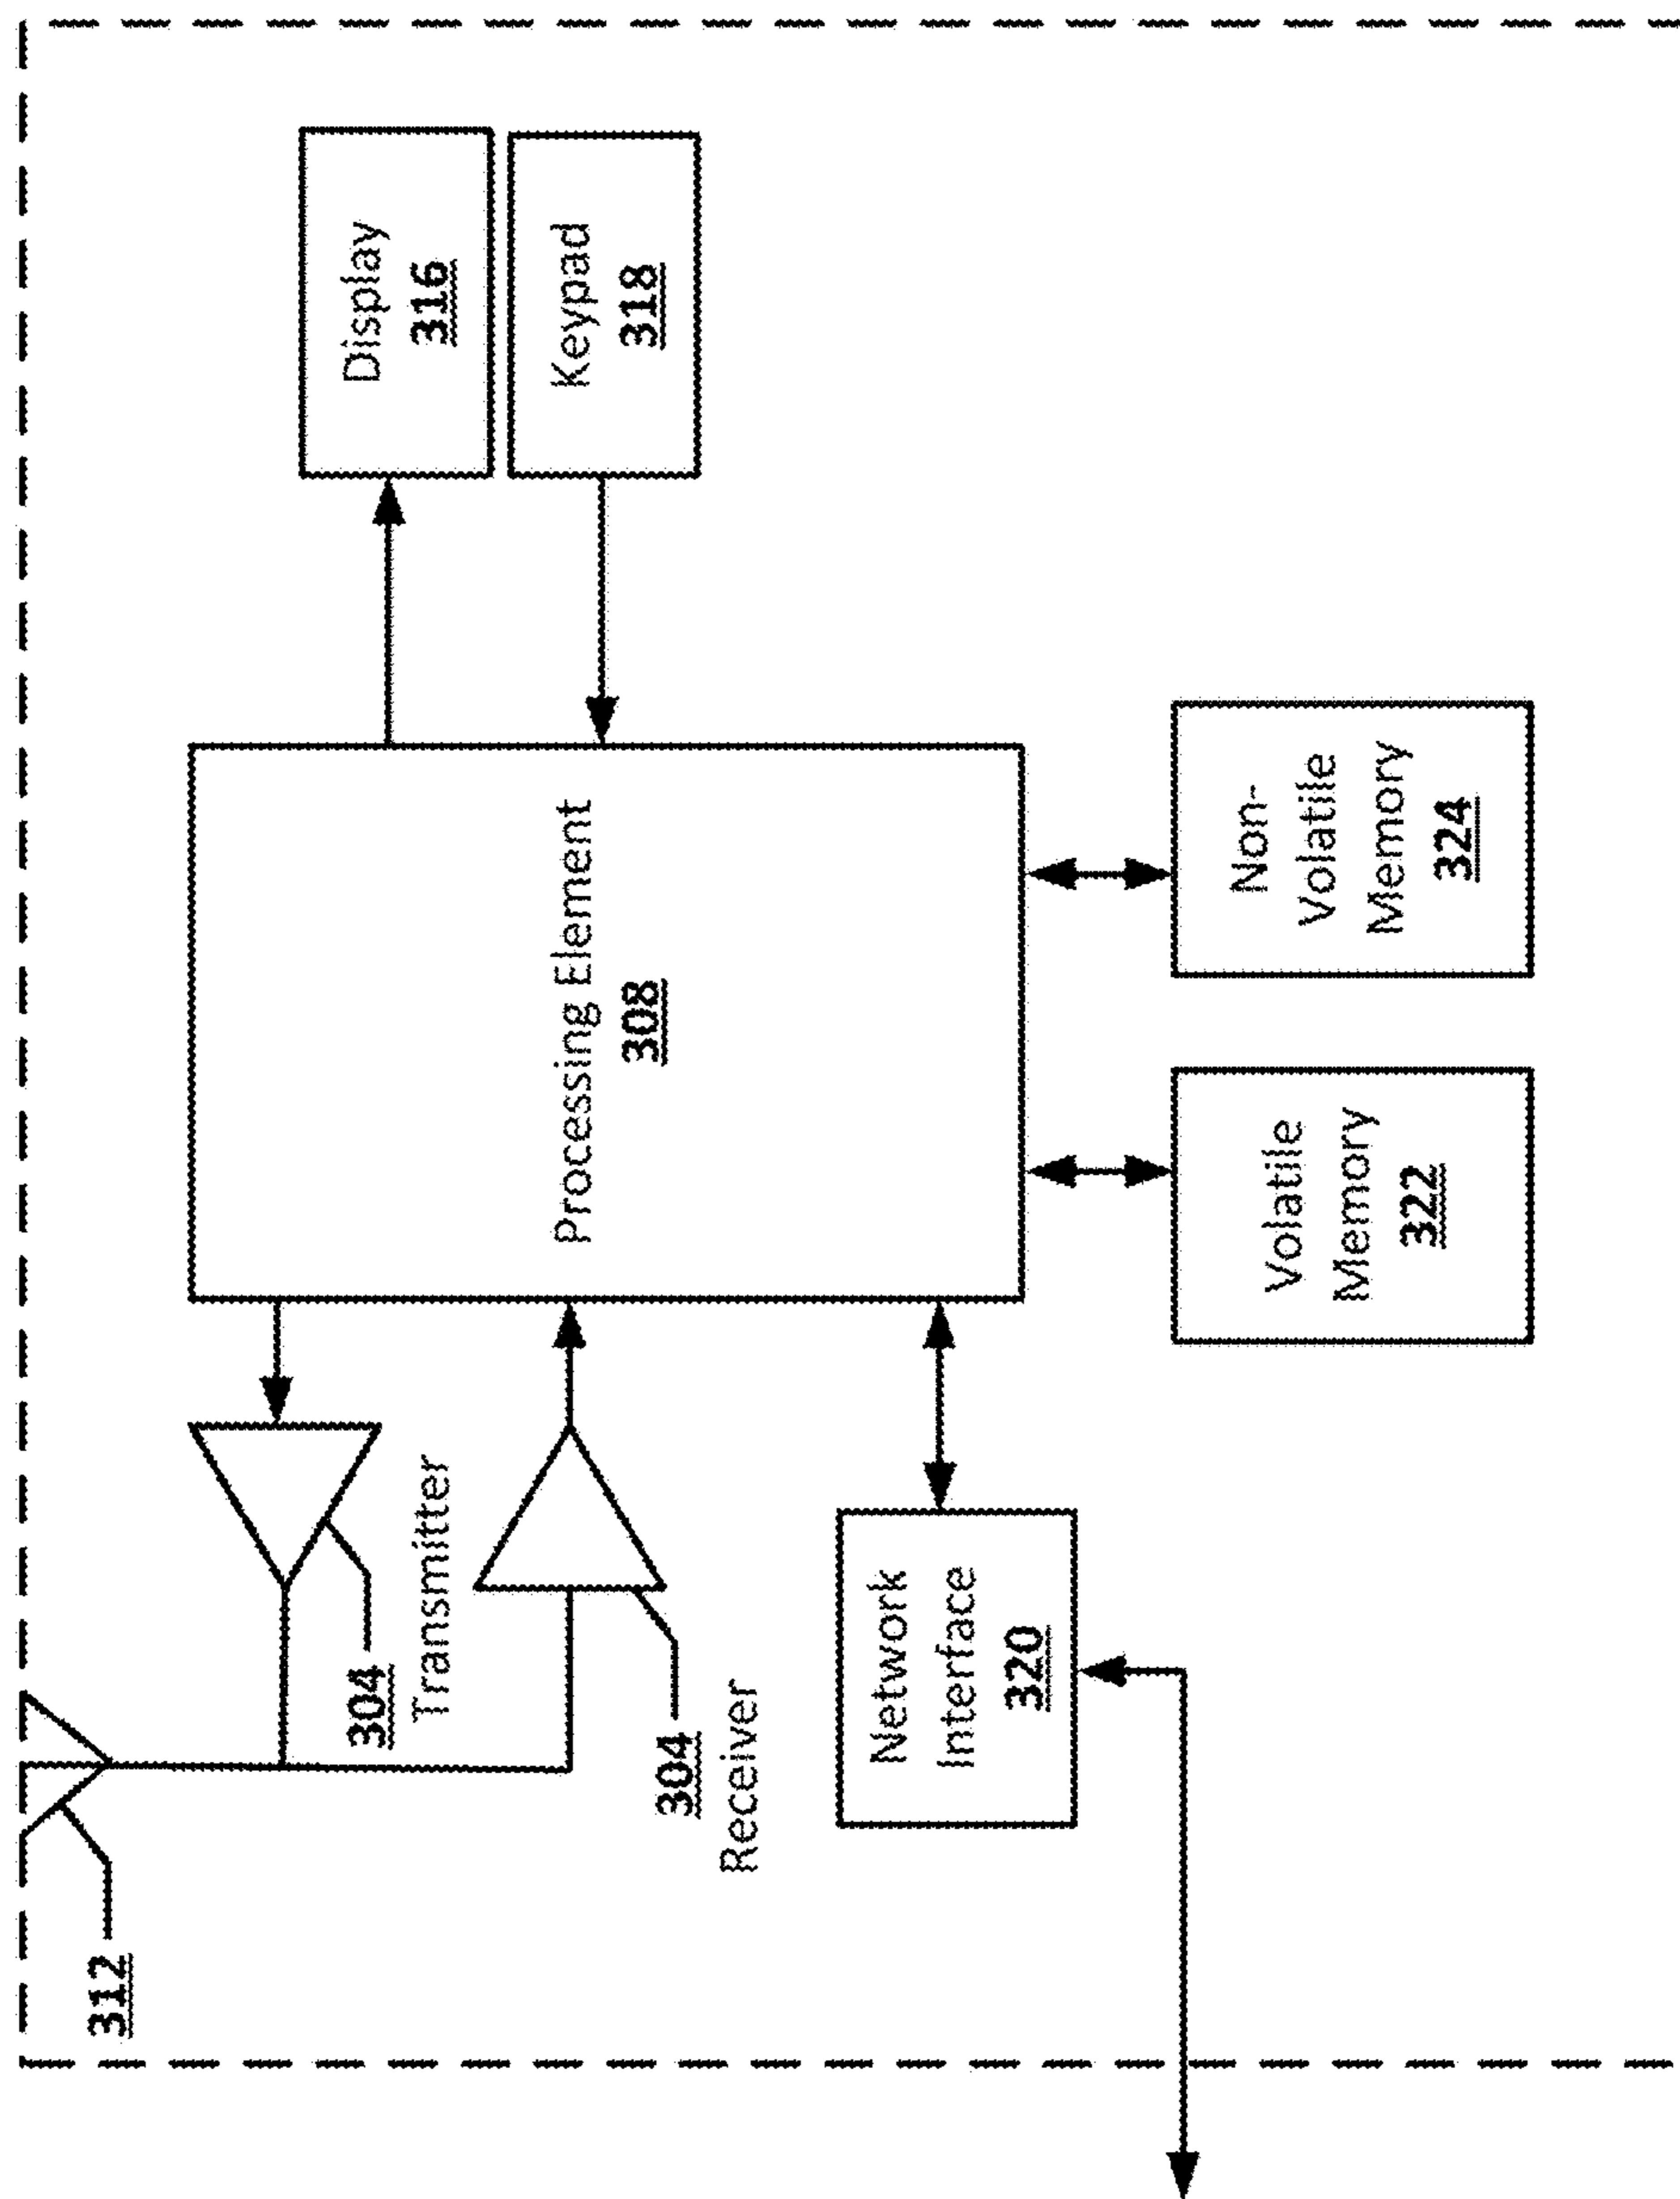 312
304
Transmitter
304
Receiver
Processing Element
308
Display
316
Keypad
318
Network
Interface
320
Volatile
Memory
322
Non-
Volatile
Memory
324